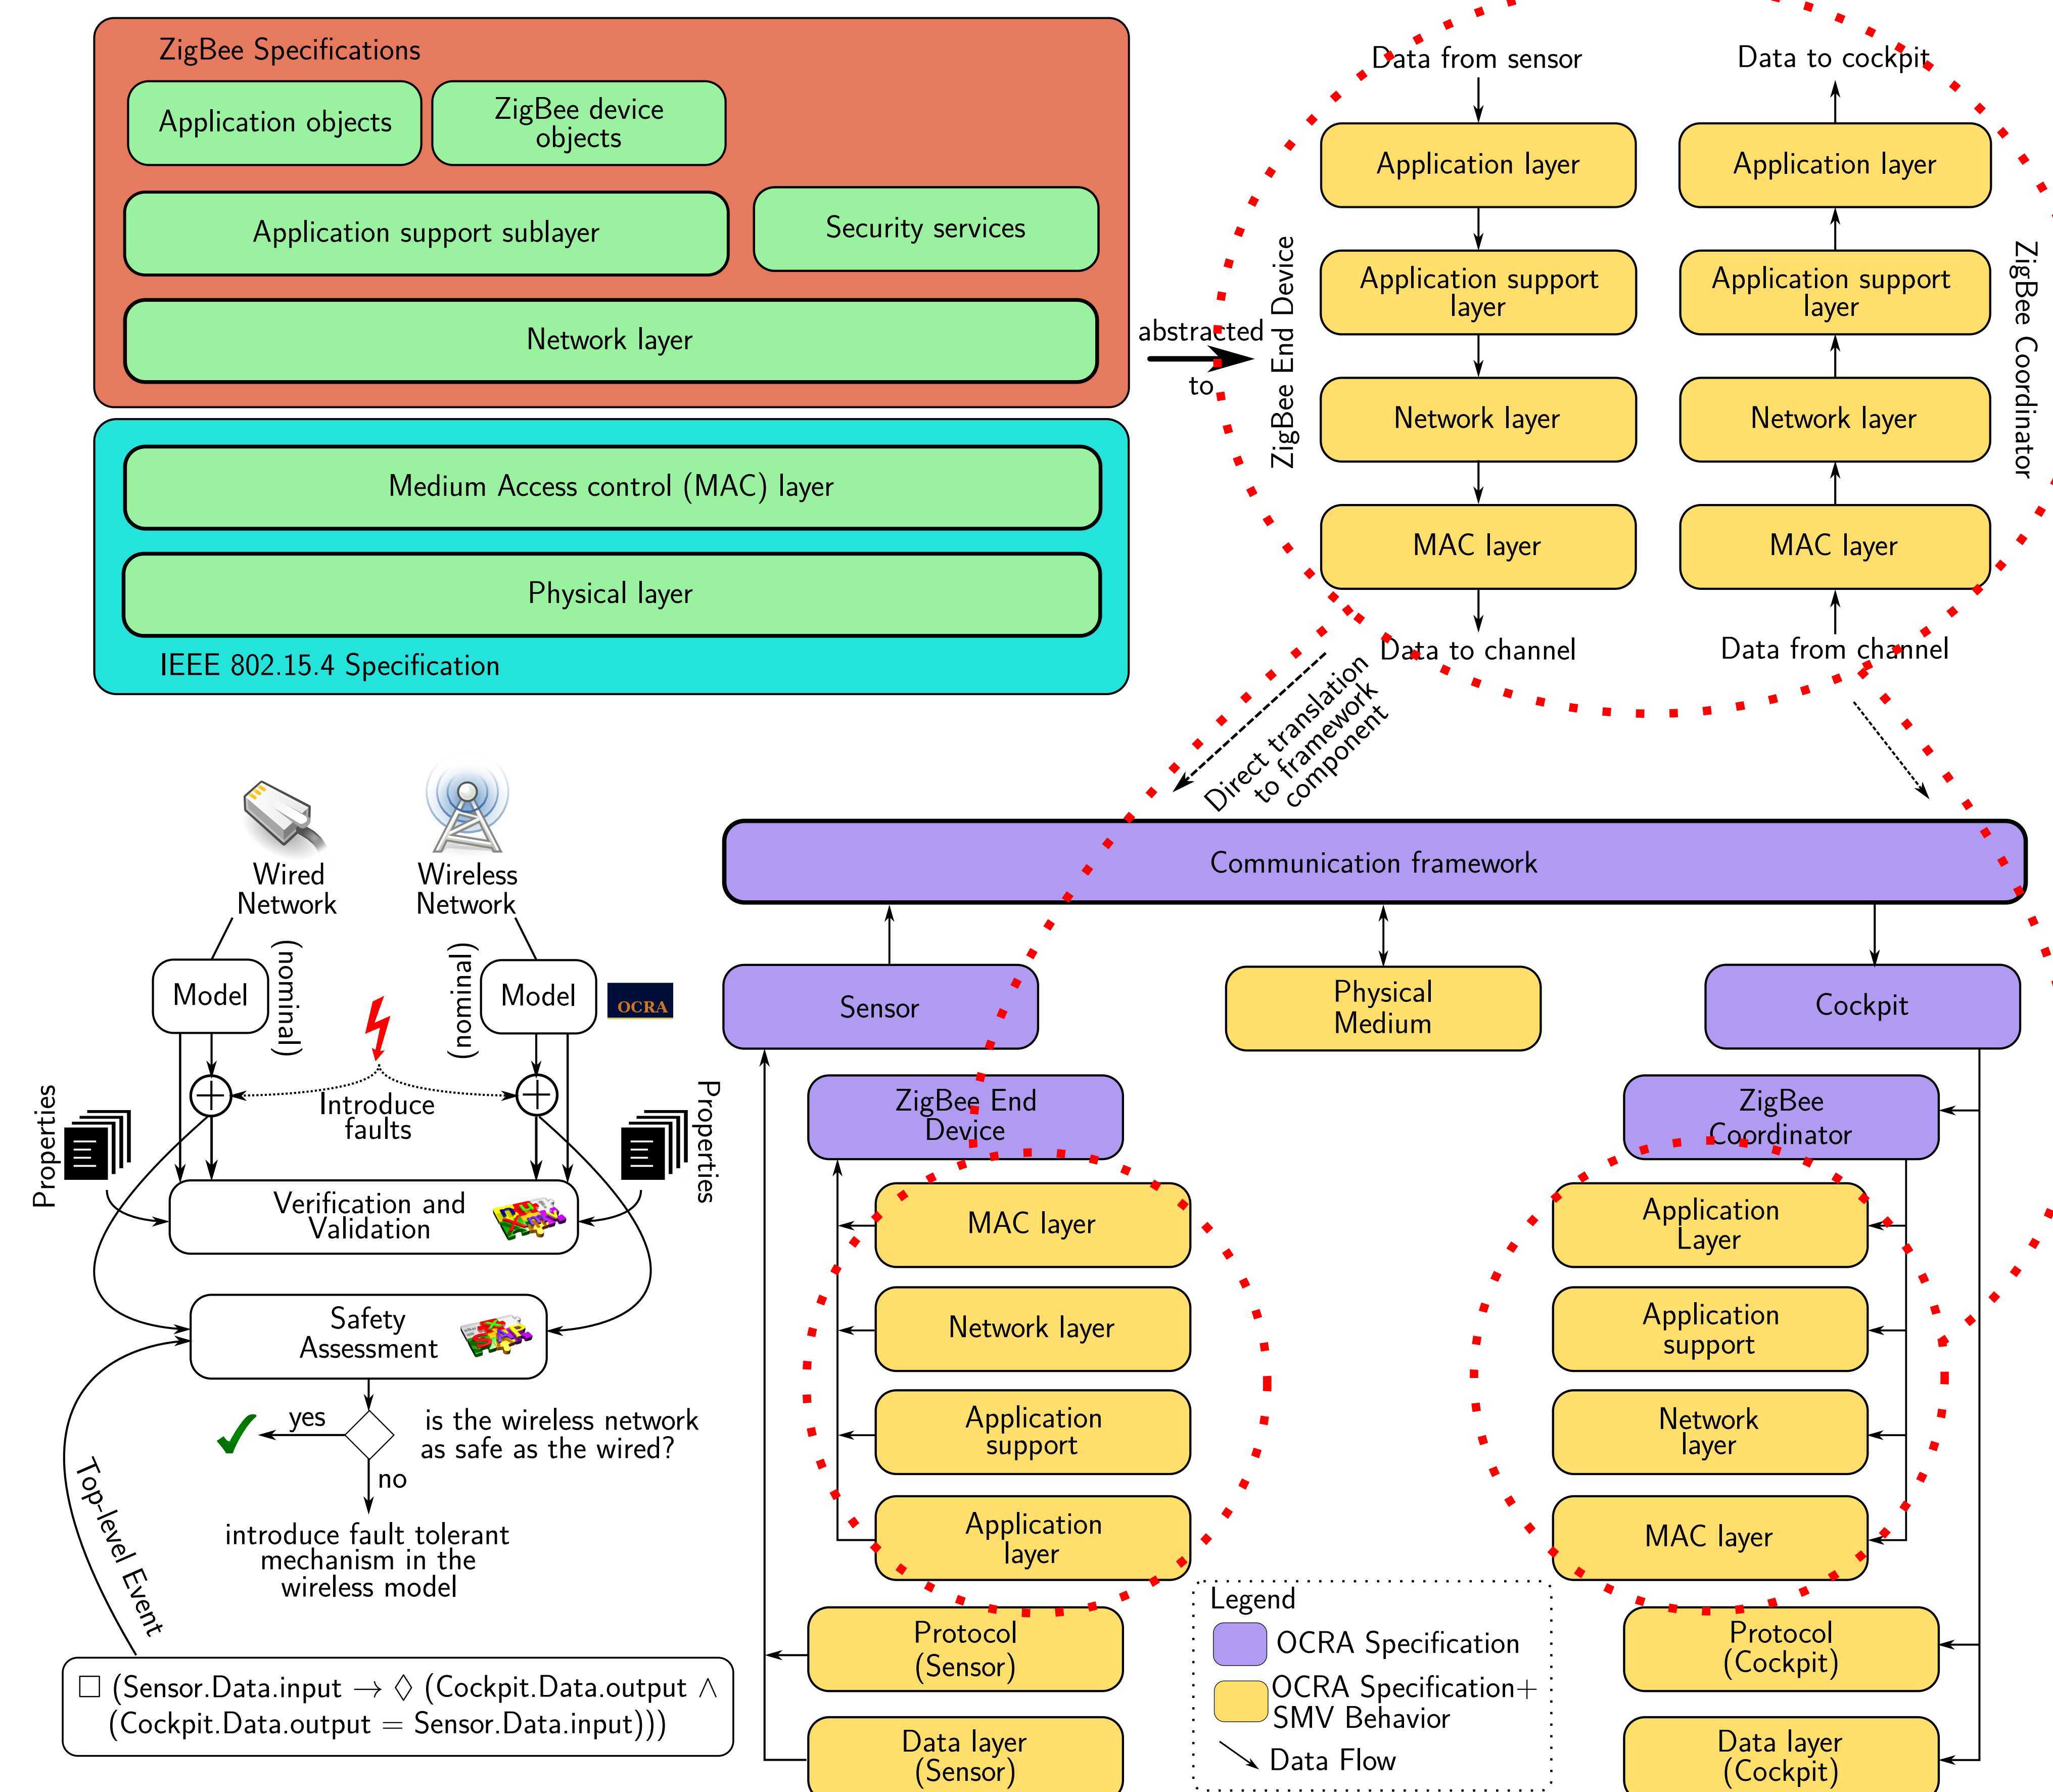 ZigBee Specifications
Application objects
ZigBee device
objects
Application support sublayer
Security services
Network layer
Medium Access control (MAC) layer
Physical layer
IEEE 802.15.4 Specification
abstracted
to
Data from sensor
Application layer
Application support
layer
Network layer
MAC layer
Data to channel
ZigBee End Device
Data to cockpit
Application layer
Application support
layer
Network layer
MAC layer
Data from channel
ZigBee Coordinator
Direct translation
to framework
component
Wired
Network
Wireless
Network
Model
(nominal)
(nominal)
Model
OCRA
Introduce
faults
Properties
Properties
Verification and
Validation
Safety
Assessment
yes
is the wireless network
as safe as the wired?
no
introduce fault tolerant
mechanism in the
wireless model
Top-level Event
□ (Sensor.Data.input → ◊ (Cockpit.Data.output ∧
(Cockpit.Data.output = Sensor.Data.input)))
Communication framework
Sensor
Physical
Medium
Cockpit
ZigBee End
Device
MAC layer
Network layer
Application
support
Application
layer
Protocol
(Sensor)
Data layer
(Sensor)
ZigBee
Coordinator
Application
Layer
Application
support
Network
layer
MAC layer
Protocol
(Cockpit)
Data layer
(Cockpit)
Legend
OCRA Specification
OCRA Specification+
SMV Behavior
Data Flow